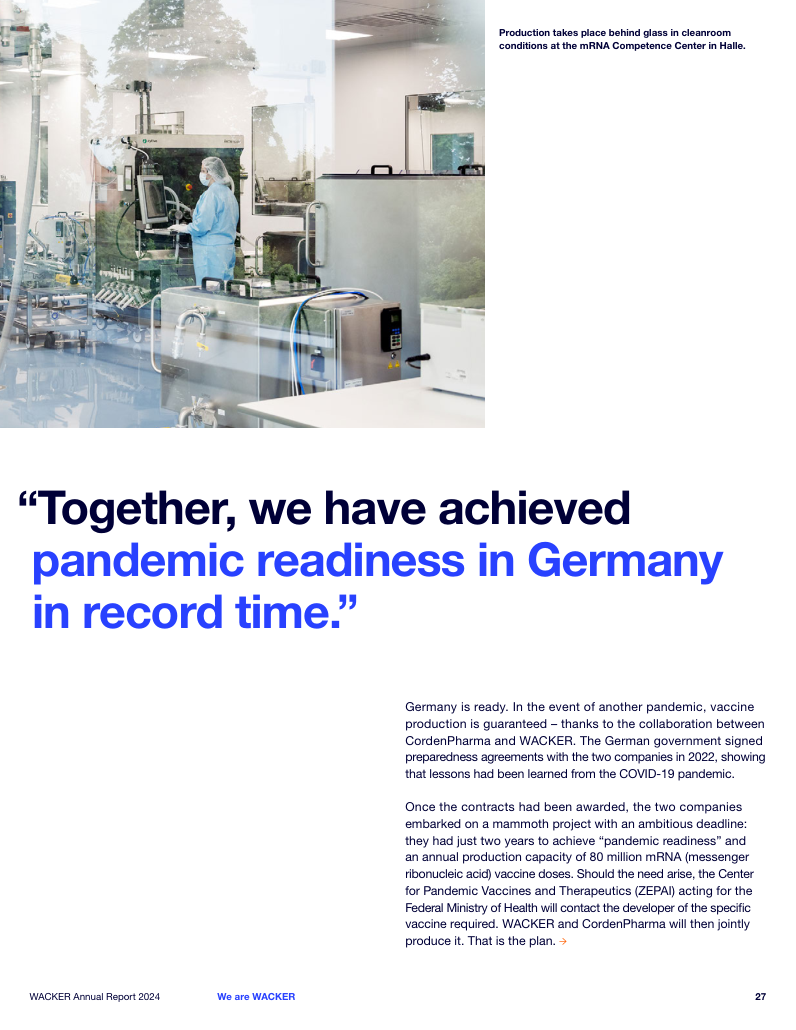 Production takes place behind glass in cleanroom
conditions at the mRNA Competence Center in Halle.
“Together, we have achieved
pandemic readiness in Germany
in record time.”
Germany is ready. In the event of another pandemic, vaccine
production is guaranteed – thanks to the collaboration between
CordenPharma and WACKER. The German government signed
preparedness agreements with the two companies in 2022, showing
that lessons had been learned from the COVID-19 pandemic.
Once the contracts had been awarded, the two companies
embarked on a mammoth project with an ambitious deadline:
they had just two years to achieve “pandemic readiness” and
an annual production capacity of 80 million mRNA (messenger
ribonucleic acid) vaccine doses. Should the need arise, the Center
for Pandemic Vaccines and Therapeutics (ZEPAI) acting for the
Federal Ministry of Health will contact the developer of the specific
vaccine required. WACKER and CordenPharma will then jointly
produce it. That is the plan. →
WACKER Annual Report 2024
We are WACKER
27